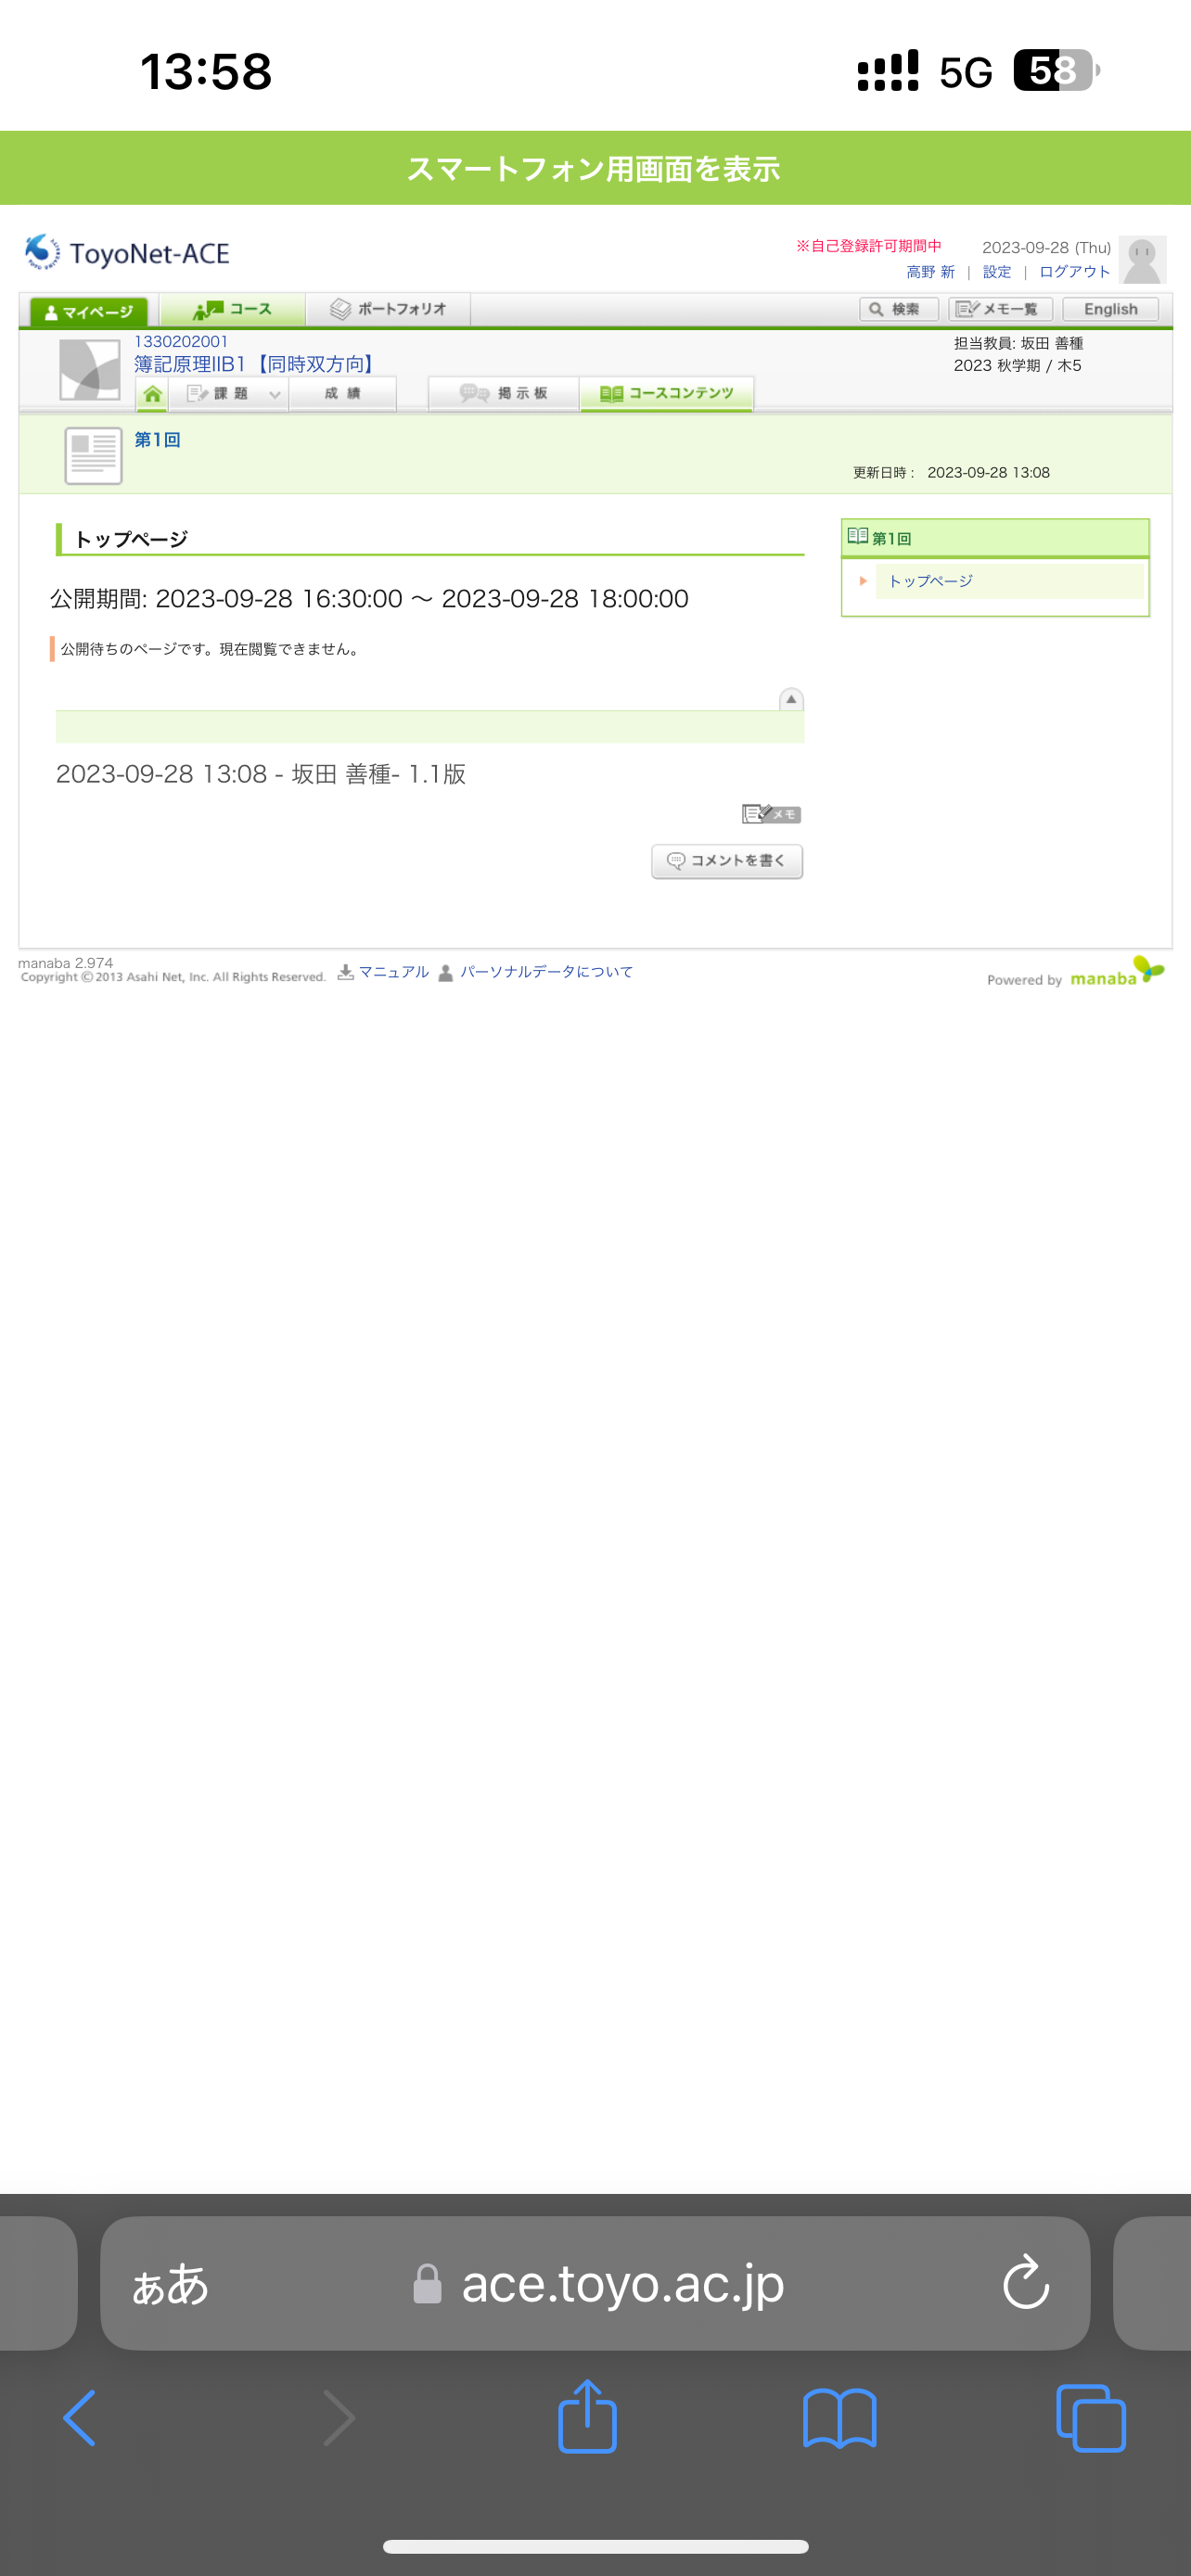 13:58
5G 58
スマートフォン用画面を表示
ToyoNet-ACE
※自己登録許可期間中 2023-09-28 (Thu)
高野 新 | 設定 | ログアウト
マイページ コース ポートフォリオ 検索 メモ一覧 English
1330202001
簿記原理IIB1【同時双方向】
担当教員: 坂田 善種
2023 秋学期 / 木5
課題 成績 掲示板 コースコンテンツ
第1回
更新日時 : 2023-09-28 13:08
トップページ
公開期間: 2023-09-28 16:30:00 〜 2023-09-28 18:00:00
公開待ちのページです。現在閲覧できません。
第1回
トップページ
2023-09-28 13:08 - 坂田 善種- 1.1版
メモ
コメントを書く
manaba 2.974
Copyright © 2013 Asahi Net, Inc. All Rights Reserved. マニュアル パーソナルデータについて
Powered by manaba
ぁあ ace.toyo.ac.jp